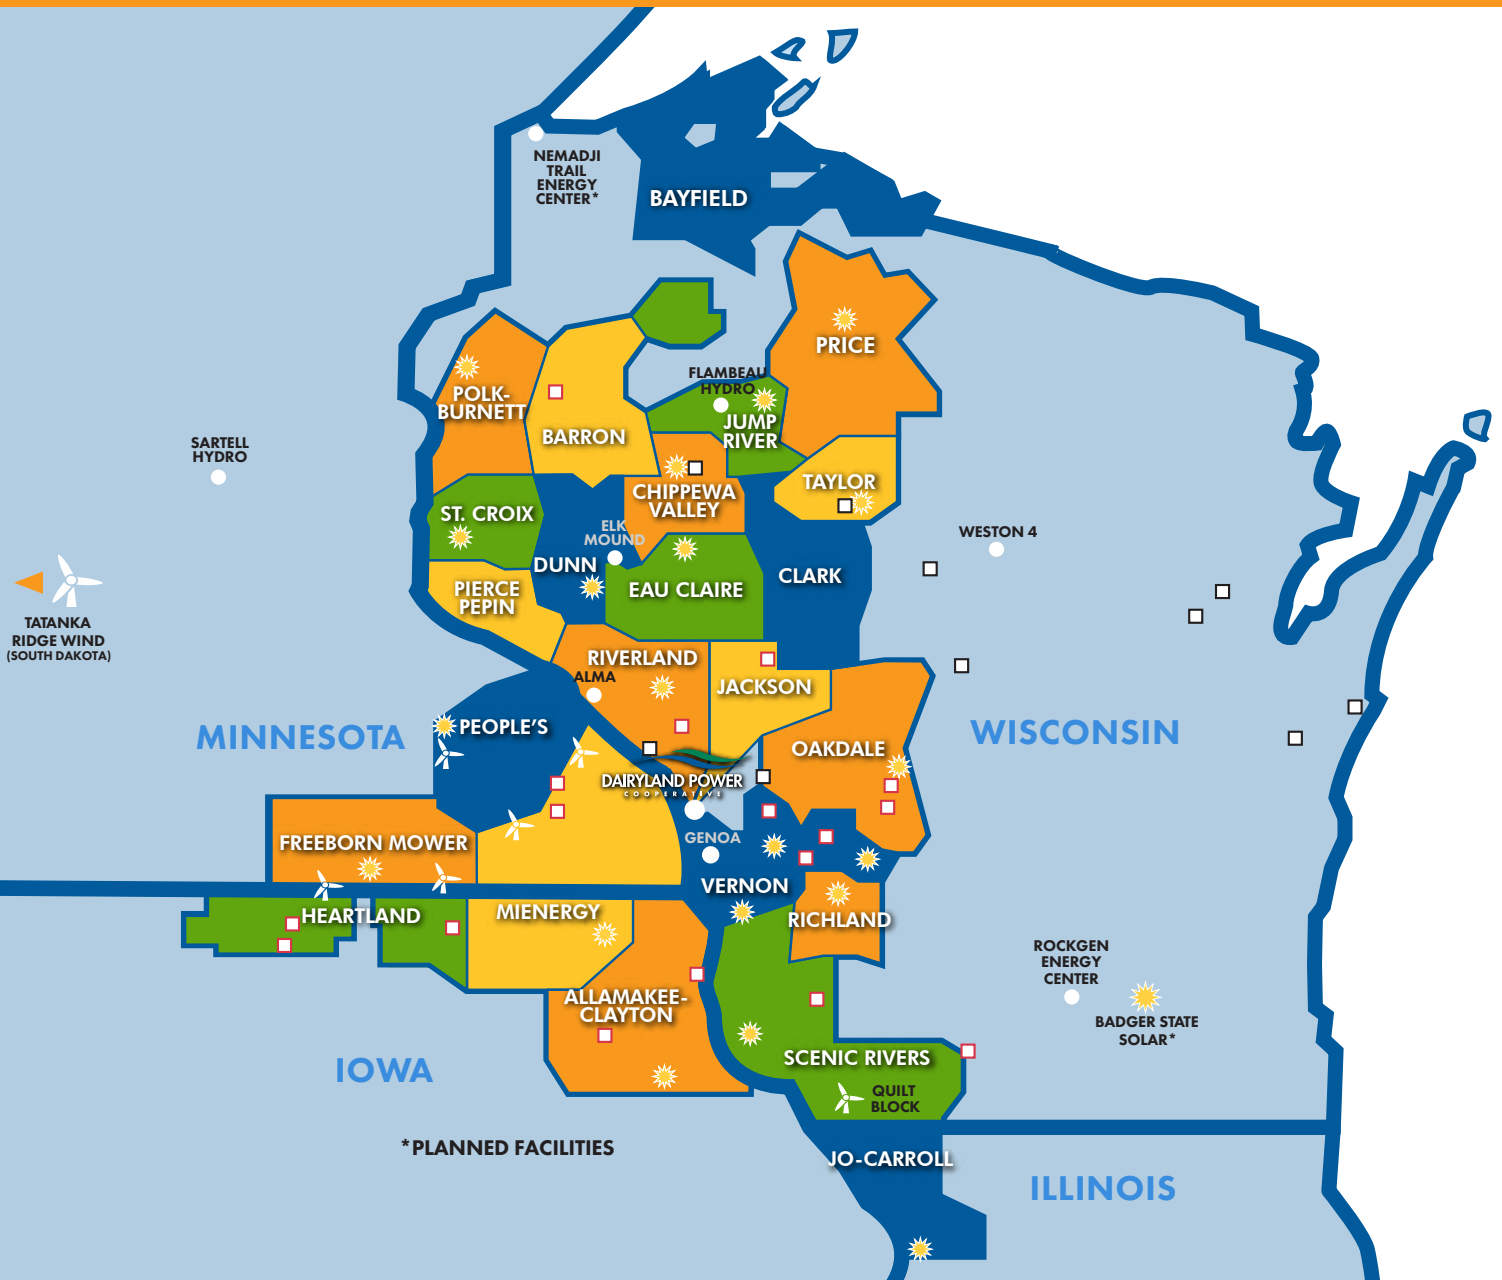 NEMADJI
TRAIL
ENERGY
CENTER*
BAYFIELD
PRICE
FLAMBEAU
HYDRO
POLK-
BURNETT
JUMP
RIVER
BARRON
SARTELL
HYDRO
TAYLOR
CHIPPEWA
VALLEY
ST. CROIX
ELK
MOUND
WESTON 4
DUNN
CLARK
PIERCE
PEPIN
EAU CLAIRE
TATANKA
RIDGE WIND
(SOUTH DAKOTA)
RIVERLAND
ALMA
JACKSON
MINNESOTA
PEOPLE'S
WISCONSIN
OAKDALE
DAIRYLAND POWER
COOPERATIVE
FREEBORN MOWER
GENOA
VERNON
HEARTLAND
MIENERGY
RICHLAND
ROCKGEN
ENERGY
CENTER
ALLAMAKEE-
CLAYTON
BADGER STATE
SOLAR*
SCENIC RIVERS
IOWA
QUILT
BLOCK
*PLANNED FACILITIES
JO-CARROLL
ILLINOIS